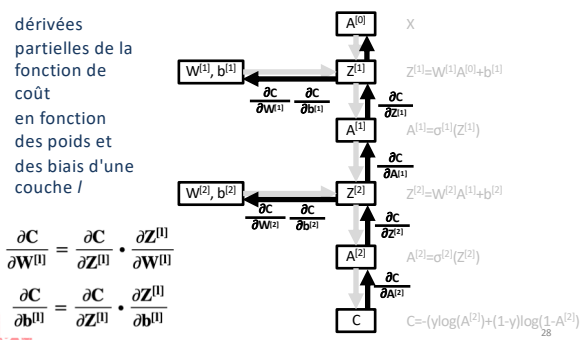 dérivées
partielles de la
fonction de
coût
en fonction
des poids et
des biais d'une
couche l
∂C/∂W[l] = ∂C/∂Z[l] • ∂Z[l]/∂W[l]
∂C/∂b[l] = ∂C/∂Z[l] • ∂Z[l]/∂b[l]
A[0] X
W[1], b[1] Z[1] Z[1]=W[1]A[0]+b[1]
∂C/∂W[1] ∂C/∂b[1] ∂C/∂Z[1]
A[1] A[1]=σ[1](Z[1])
∂C/∂A[1]
W[2], b[2] Z[2] Z[2]=W[2]A[1]+b[2]
∂C/∂W[2] ∂C/∂b[2] ∂C/∂Z[2]
A[2] A[2]=σ[2](Z[2])
∂C/∂A[2]
C C=-(ylog(A[2])+(1-y)log(1-A[2])
28